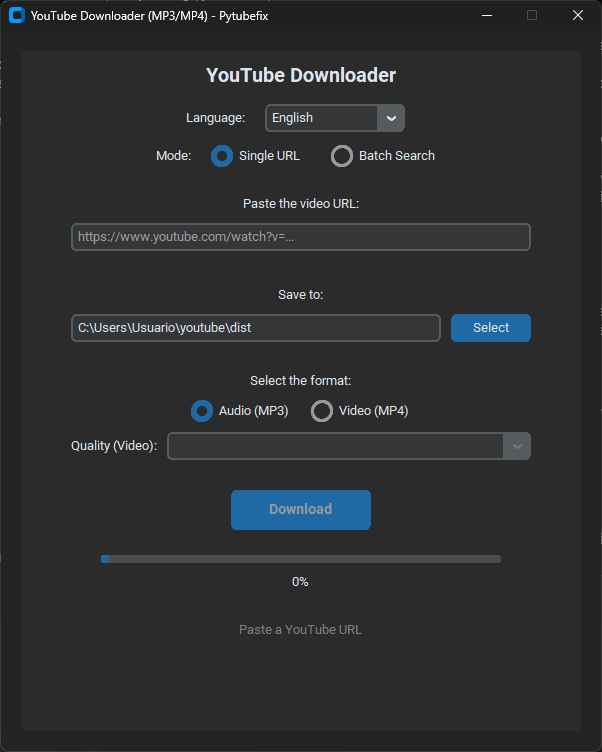 YouTube Downloader (MP3/MP4) - Pytubefix
YouTube Downloader
Language: English
Mode: Single URL Batch Search
Paste the video URL:
https://www.youtube.com/watch?v=...
Save to:
C:\Users\Usuario\youtube\dist Select
Select the format:
Audio (MP3) Video (MP4)
Quality (Video):
Download
0%
Paste a YouTube URL